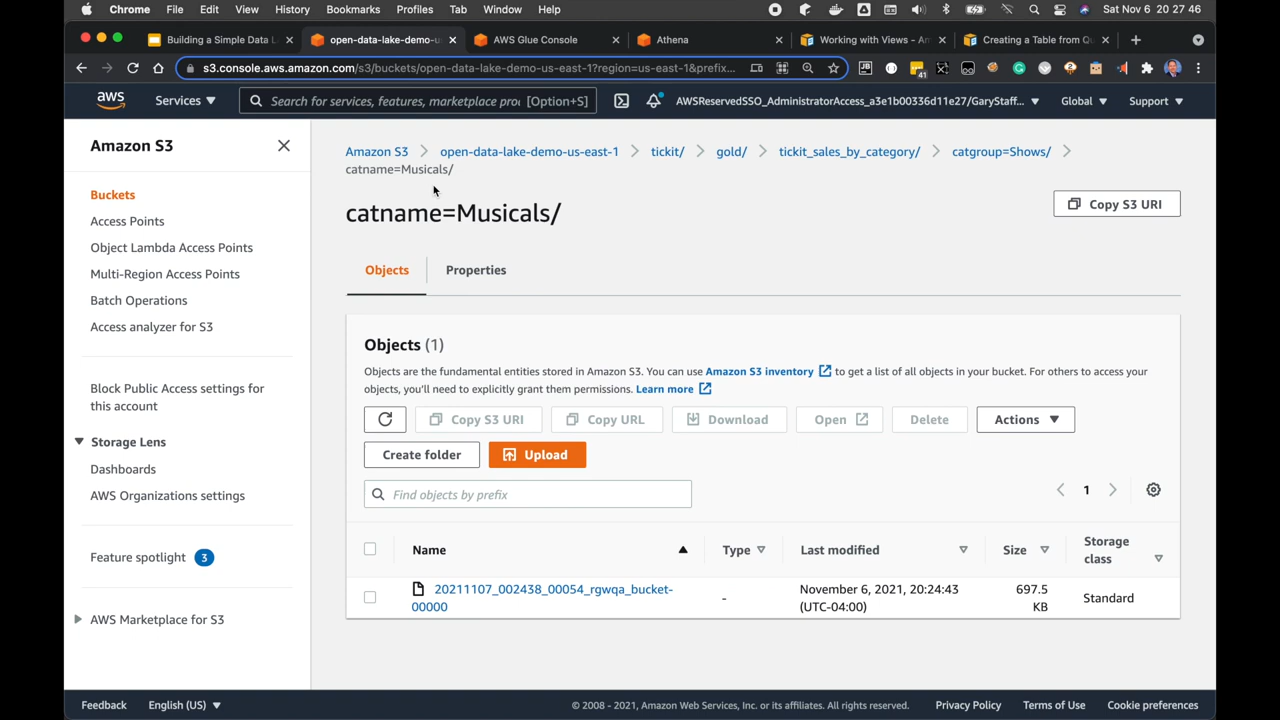 Chrome File Edit View History Bookmarks Profiles Tab Window Help Sat Nov 6 20 27 46
Building a Simple Data L open-data-lake-demo-us- AWS Glue Console Athena Working with Views - Am Creating a Table from Qu
s3.console.aws.amazon.com/s3/buckets/open-data-lake-demo-us-east-1?region=us-east-1&prefix... 41
aws Services Search for services, features, marketplace pro [Option+S] AWSReservedSSO_AdministratorAccess_a3e1b00336d11e27/GaryStaff... Global Support
Amazon S3
Buckets
Access Points
Object Lambda Access Points
Multi-Region Access Points
Batch Operations
Access analyzer for S3
Block Public Access settings for
this account
Storage Lens
Dashboards
AWS Organizations settings
Feature spotlight 3
AWS Marketplace for S3
Amazon S3 open-data-lake-demo-us-east-1 tickit/ gold/ tickit_sales_by_category/ catgroup=Shows/
catname=Musicals/
catname=Musicals/
Copy S3 URI
Objects Properties
Objects (1)
Objects are the fundamental entities stored in Amazon S3. You can use Amazon S3 inventory to get a list of all objects in your bucket. For others to access your
objects, you'll need to explicitly grant them permissions. Learn more
Copy S3 URI Copy URL Download Open Delete Actions
Create folder Upload
Find objects by prefix 1
Name Type Last modified Size Storage
class
20211107_002438_00054_rgwqa_bucket- - November 6, 2021, 20:24:43 697.5 Standard
00000 (UTC-04:00) KB
Feedback English (US) © 2008 - 2021, Amazon Web Services, Inc. or its affiliates. All rights reserved. Privacy Policy Terms of Use Cookie preferences